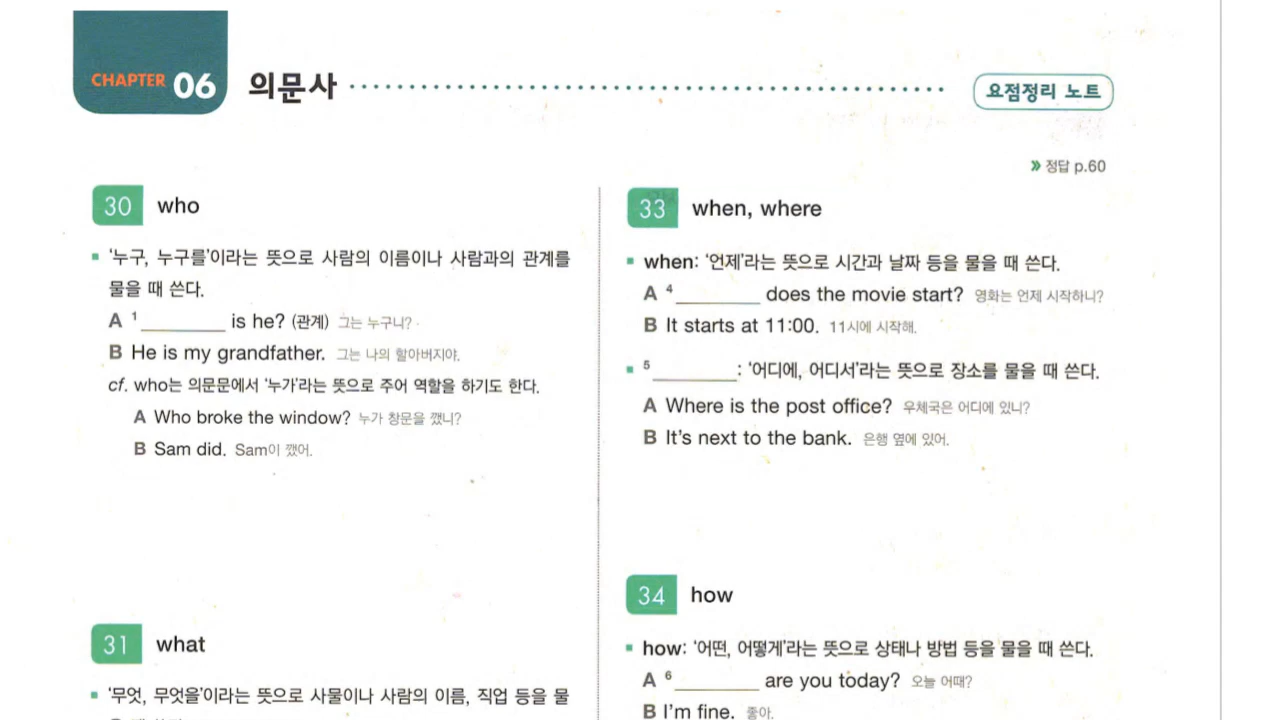 CHAPTER 06 의문사
요점정리 노트
» 정답 p.60
30 who
▪ ‘누구, 누구를’이라는 뜻으로 사람의 이름이나 사람과의 관계를
물을 때 쓴다.
A ¹ ________ is he? (관계) 그는 누구니?
B He is my grandfather. 그는 나의 할아버지야.
cf. who는 의문문에서 ‘누가’라는 뜻으로 주어 역할을 하기도 한다.
A Who broke the window? 누가 창문을 깼니?
B Sam did. Sam이 깼어.
31 what
▪ ‘무엇, 무엇을’이라는 뜻으로 사물이나 사람의 이름, 직업 등을 물
33 when, where
▪ when: ‘언제’라는 뜻으로 시간과 날짜 등을 물을 때 쓴다.
A ⁴ ________ does the movie start? 영화는 언제 시작하니?
B It starts at 11:00. 11시에 시작해.
▪ ⁵ ________: ‘어디에, 어디서’라는 뜻으로 장소를 물을 때 쓴다.
A Where is the post office? 우체국은 어디에 있니?
B It’s next to the bank. 은행 옆에 있어.
34 how
▪ how: ‘어떤, 어떻게’라는 뜻으로 상태나 방법 등을 물을 때 쓴다.
A ⁶ ________ are you today? 오늘 어때?
B I’m fine. 좋아.